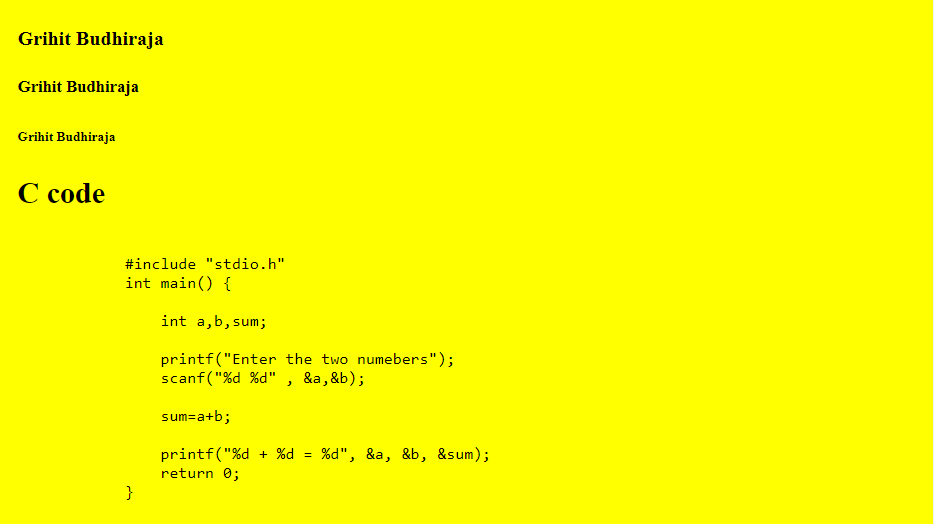 Grihit Budhiraja
Grihit Budhiraja
Grihit Budhiraja
C code
#include "stdio.h"
int main() {
int a,b,sum;
printf("Enter the two numebers");
scanf("%d %d" , &a,&b);
sum=a+b;
printf("%d + %d = %d", &a, &b, &sum);
return 0;
}